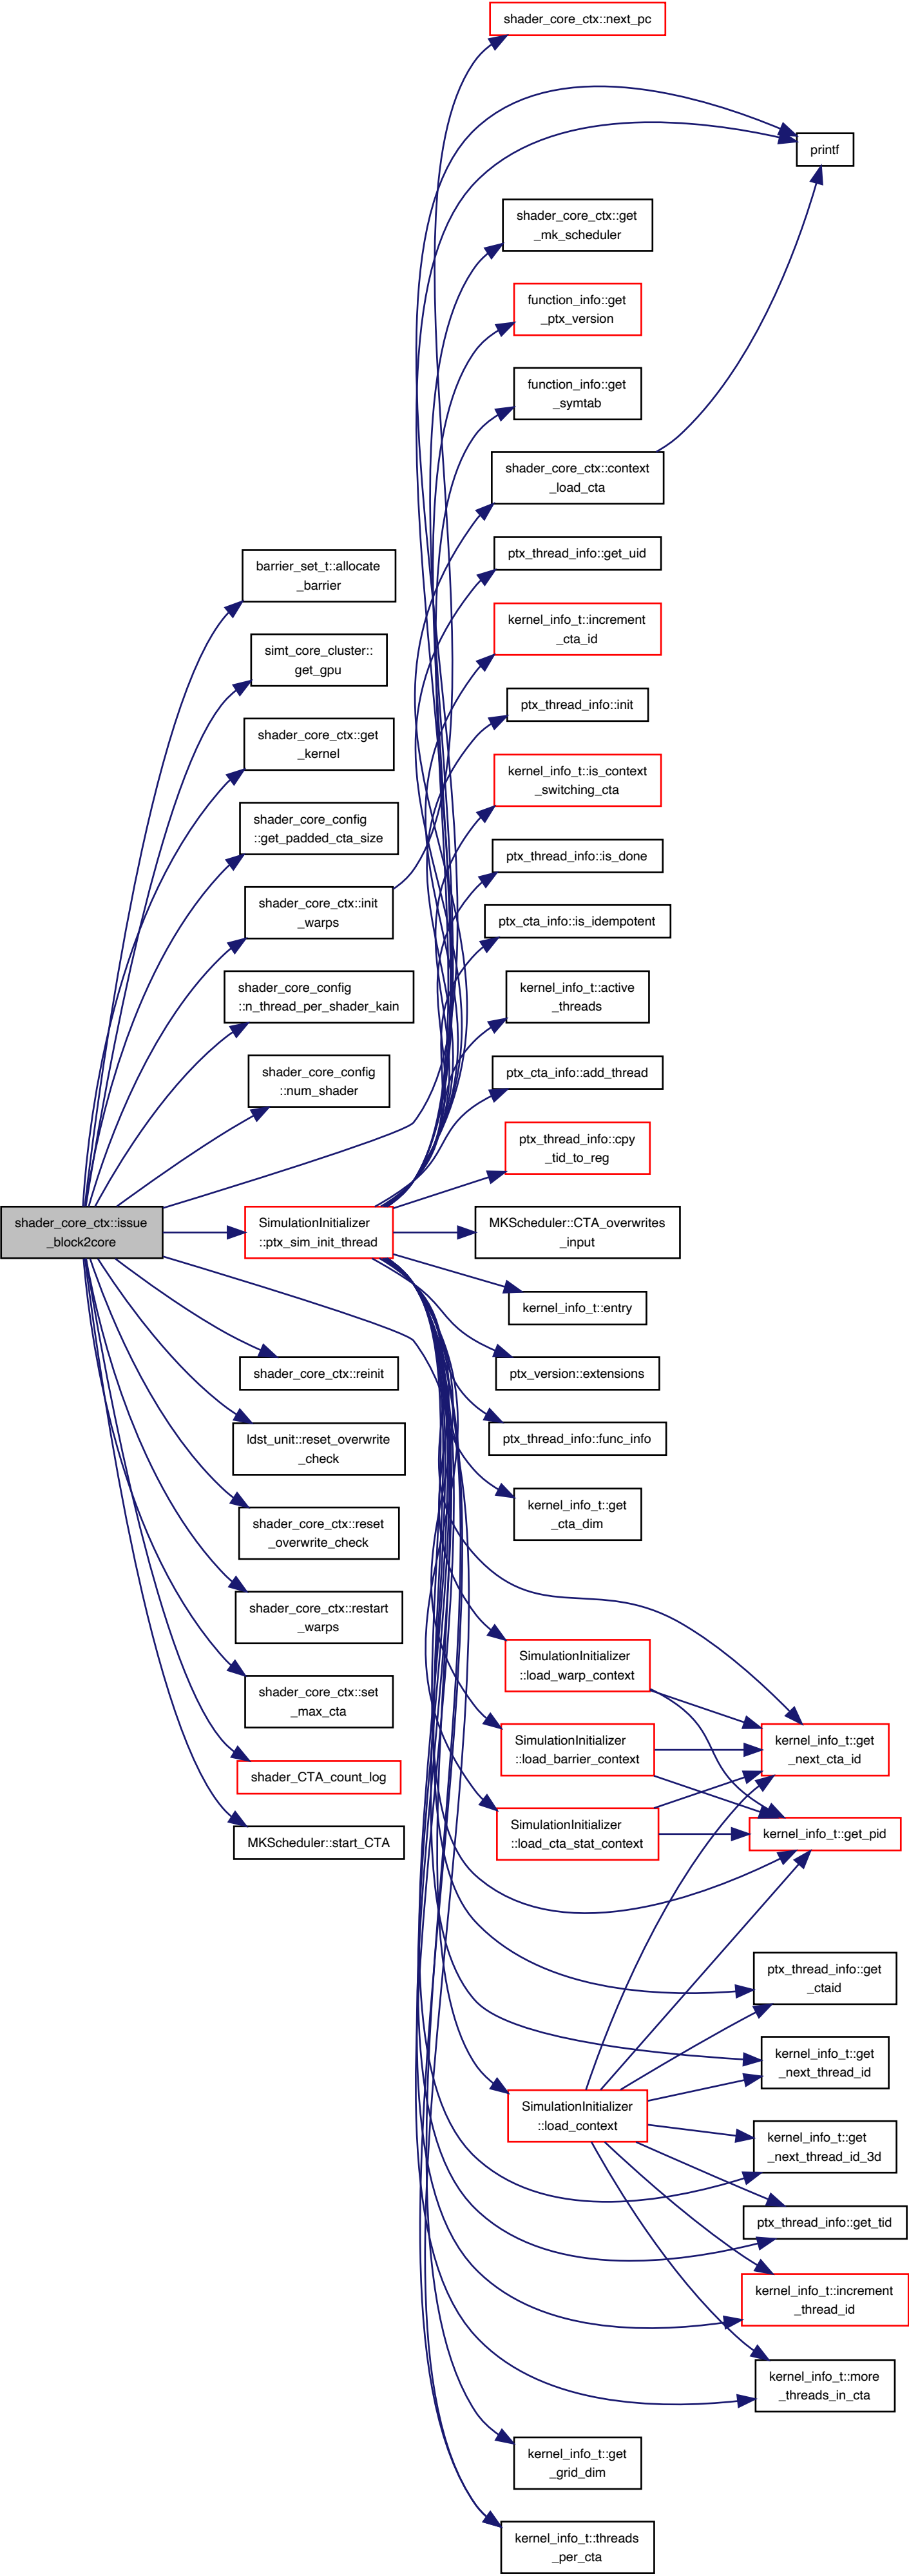 shader_core_ctx::next_pc
printf
shader_core_ctx::get
_mk_scheduler
function_info::get
_ptx_version
function_info::get
_symtab
shader_core_ctx::context
_load_cta
ptx_thread_info::get_uid
barrier_set_t::allocate
_barrier
kernel_info_t::increment
_cta_id
simt_core_cluster::
get_gpu
ptx_thread_info::init
shader_core_ctx::get
_kernel
kernel_info_t::is_context
_switching_cta
shader_core_config
::get_padded_cta_size
ptx_thread_info::is_done
shader_core_ctx::init
_warps
ptx_cta_info::is_idempotent
shader_core_config
::n_thread_per_shader_kain
kernel_info_t::active
_threads
shader_core_config
::num_shader
ptx_cta_info::add_thread
ptx_thread_info::cpy
_tid_to_reg
shader_core_ctx::issue
_block2core
SimulationInitializer
::ptx_sim_init_thread
MKScheduler::CTA_overwrites
_input
kernel_info_t::entry
shader_core_ctx::reinit
ptx_version::extensions
ldst_unit::reset_overwrite
_check
ptx_thread_info::func_info
shader_core_ctx::reset
_overwrite_check
kernel_info_t::get
_cta_dim
shader_core_ctx::restart
_warps
SimulationInitializer
::load_warp_context
shader_core_ctx::set
_max_cta
SimulationInitializer
::load_barrier_context
kernel_info_t::get
_next_cta_id
shader_CTA_count_log
SimulationInitializer
::load_cta_stat_context
kernel_info_t::get_pid
MKScheduler::start_CTA
ptx_thread_info::get
_ctaid
kernel_info_t::get
_next_thread_id
SimulationInitializer
::load_context
kernel_info_t::get
_next_thread_id_3d
ptx_thread_info::get_tid
kernel_info_t::increment
_thread_id
kernel_info_t::more
_threads_in_cta
kernel_info_t::get
_grid_dim
kernel_info_t::threads
_per_cta